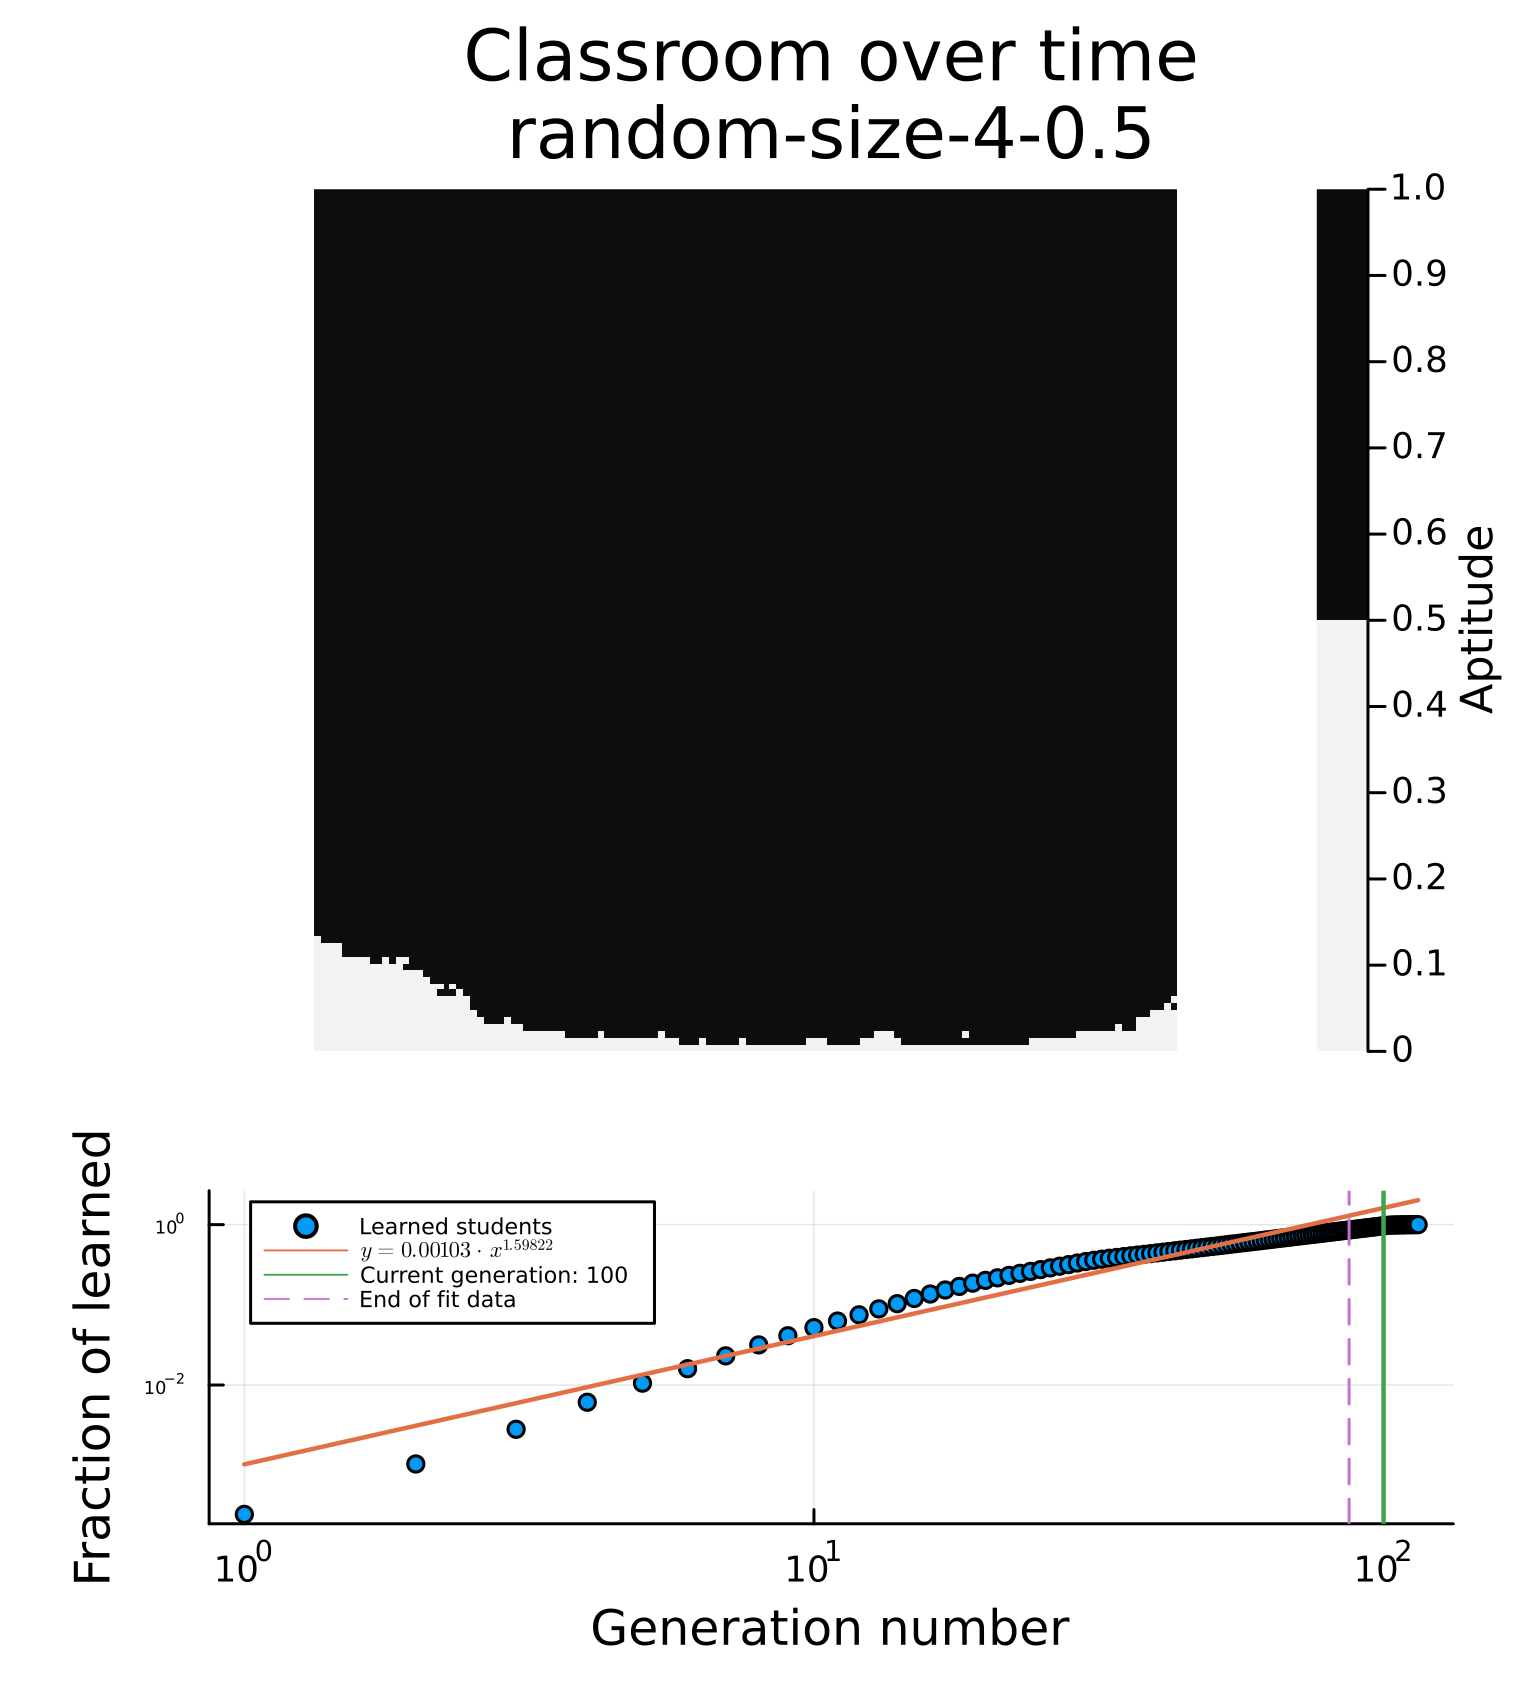 Classroom over time
random-size-4-0.5
1.0
0.9
0.8
0.7
0.6
0.5
0.4
0.3
0.2
0.1
0
Aptitude
Fraction of learned
10⁰
10⁻²
Learned students
y = 0.00103 · x^1.59822
Current generation: 100
End of fit data
10⁰ 10¹ 10²
Generation number